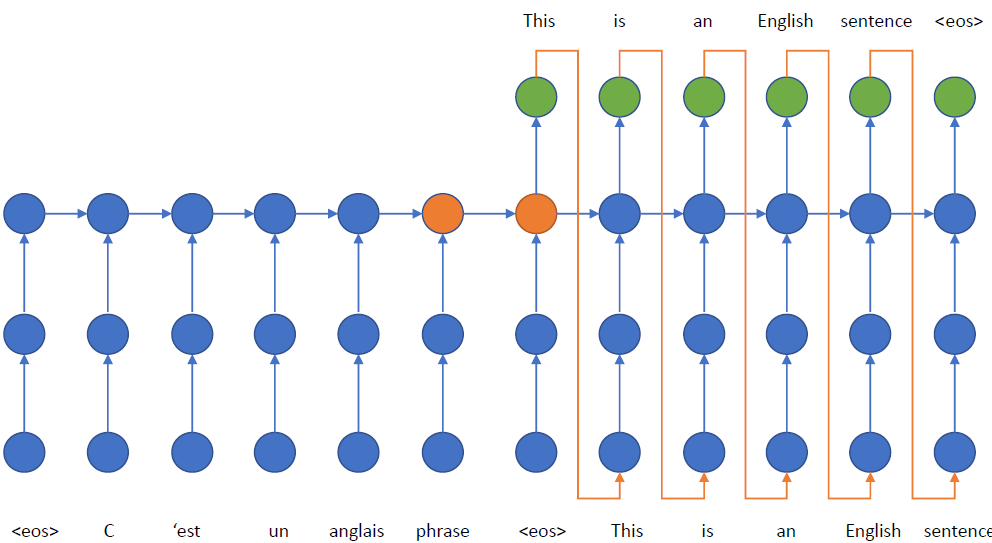 This is an English sentence <eos>
<eos> C ‘est un anglais phrase <eos> This is an English sentence